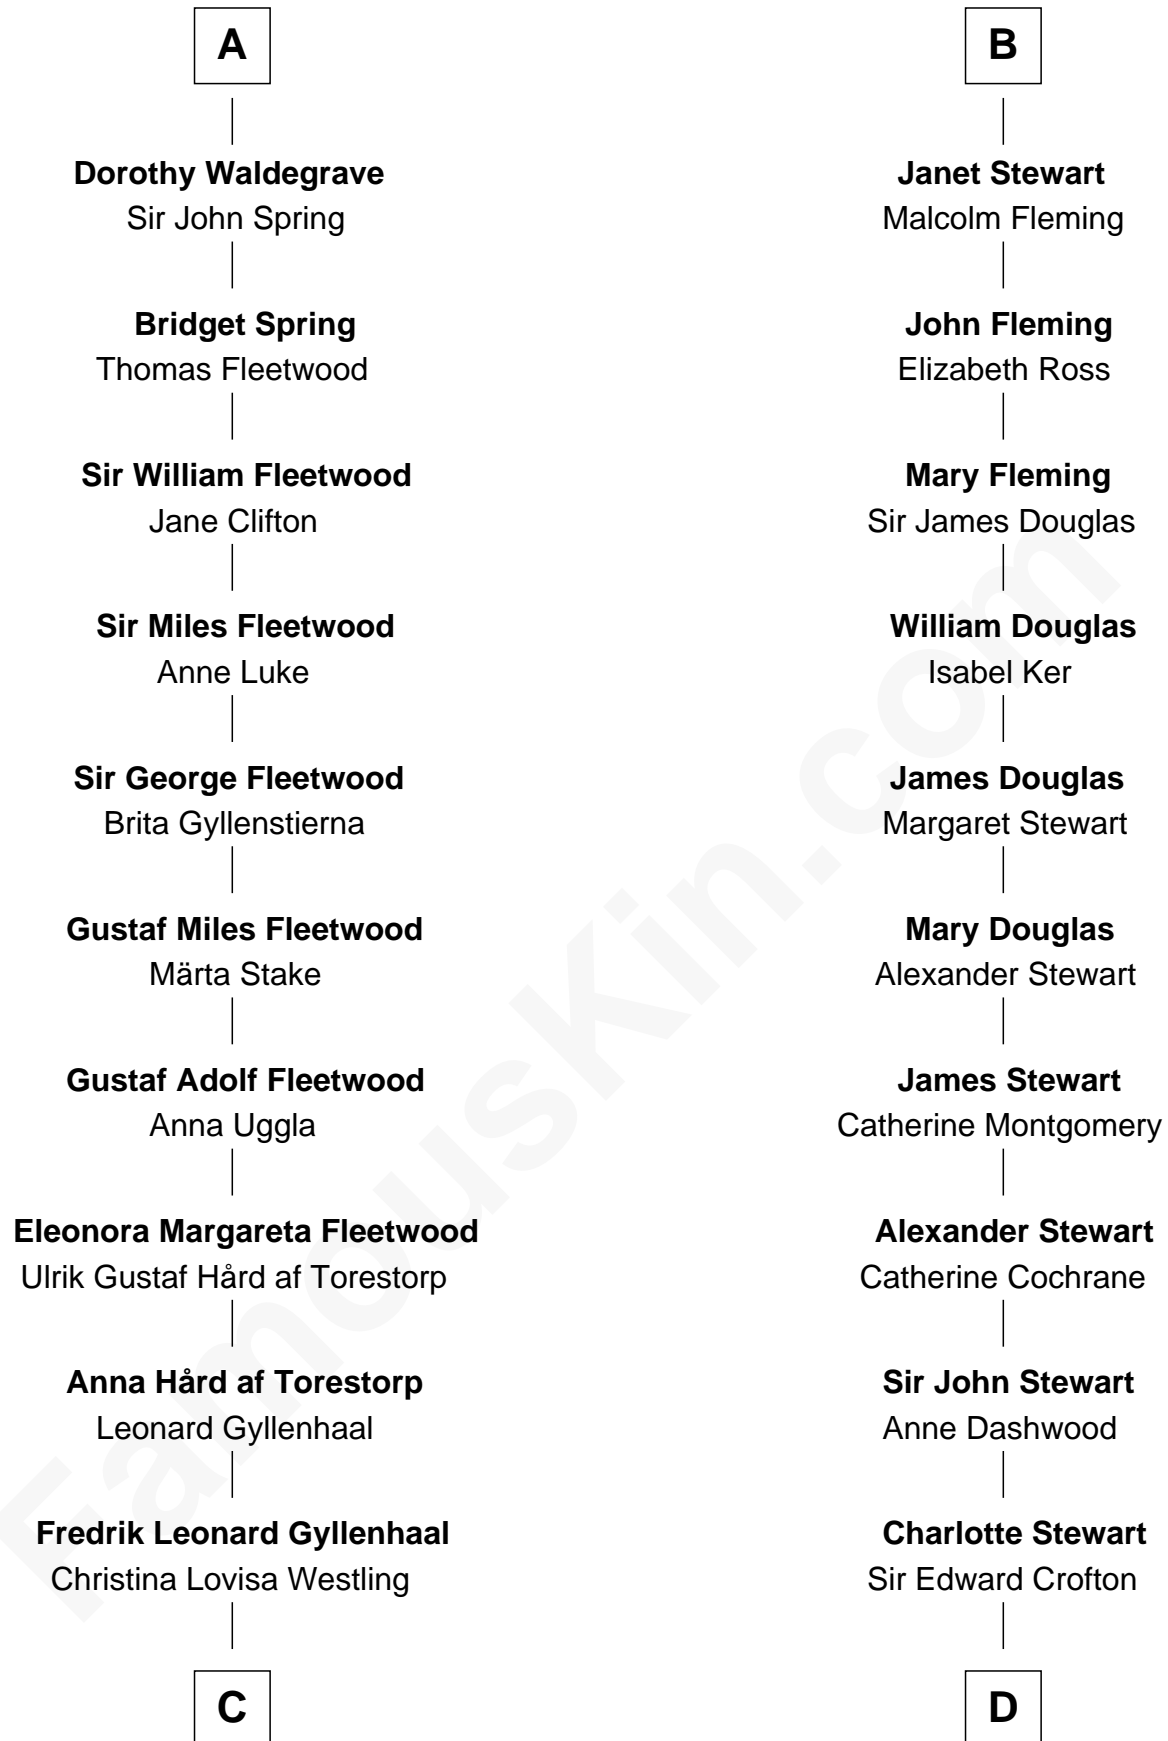 A
Dorothy Waldegrave
Sir John Spring
Bridget Spring
Thomas Fleetwood
Sir William Fleetwood
Jane Clifton
Sir Miles Fleetwood
Anne Luke
Sir George Fleetwood
Brita Gyllenstierna
Gustaf Miles Fleetwood
Märta Stake
Gustaf Adolf Fleetwood
Anna Uggla
Eleonora Margareta Fleetwood
Ulrik Gustaf Hård af Torestorp
Anna Hård af Torestorp
Leonard Gyllenhaal
Fredrik Leonard Gyllenhaal
Christina Lovisa Westling
C
B
Janet Stewart
Malcolm Fleming
John Fleming
Elizabeth Ross
Mary Fleming
Sir James Douglas
William Douglas
Isabel Ker
James Douglas
Margaret Stewart
Mary Douglas
Alexander Stewart
James Stewart
Catherine Montgomery
Alexander Stewart
Catherine Cochrane
Sir John Stewart
Anne Dashwood
Charlotte Stewart
Sir Edward Crofton
D
FamousKin.com